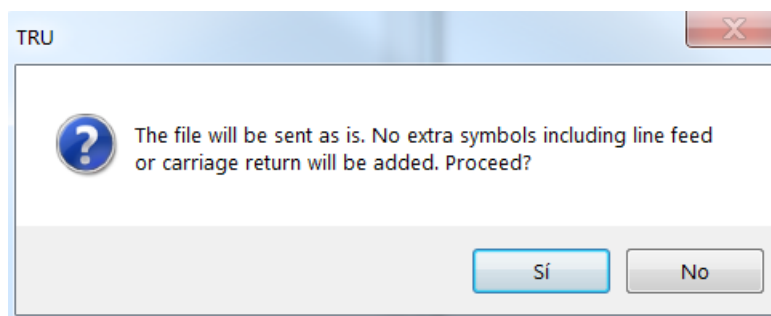 TRU
The file will be sent as is. No extra symbols including line feed
or carriage return will be added. Proceed?
Sí
No